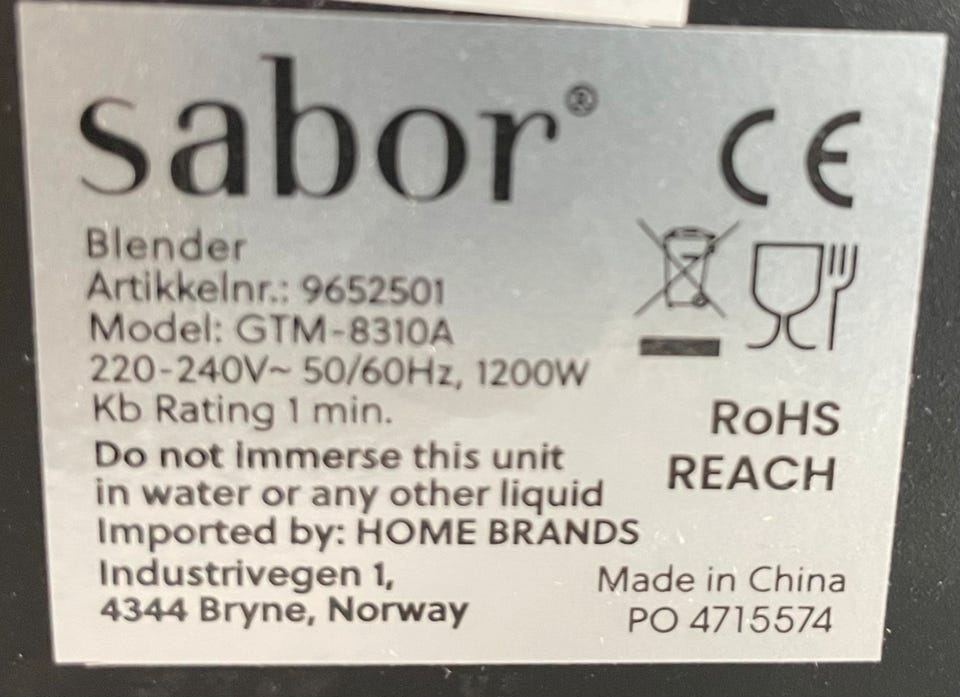 sabor®
CE
Blender
Artikkelnr.: 9652501
Model: GTM-8310A
220-240V~ 50/60Hz, 1200W
Kb Rating 1 min.
Do not immerse this unit
in water or any other liquid
Imported by: HOME BRANDS
Industrivegen 1,
4344 Bryne, Norway
RoHS
REACH
Made in China
PO 4715574